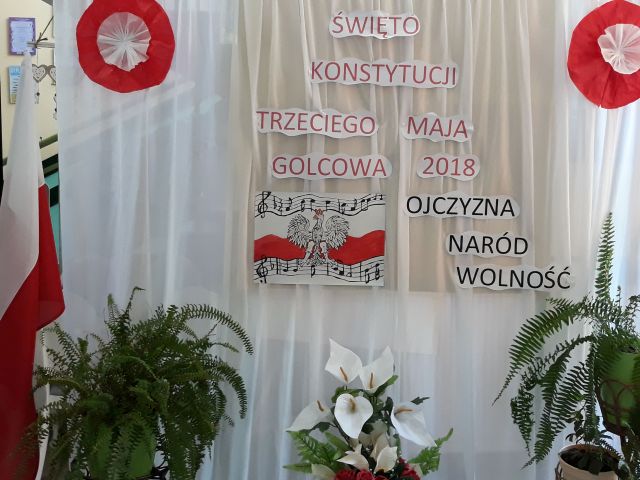 ŚWIĘTO
KONSTYTUCJI
TRZECIEGO MAJA
GOLCOWA 2018
OJCZYZNA
NARÓD
WOLNOŚĆ